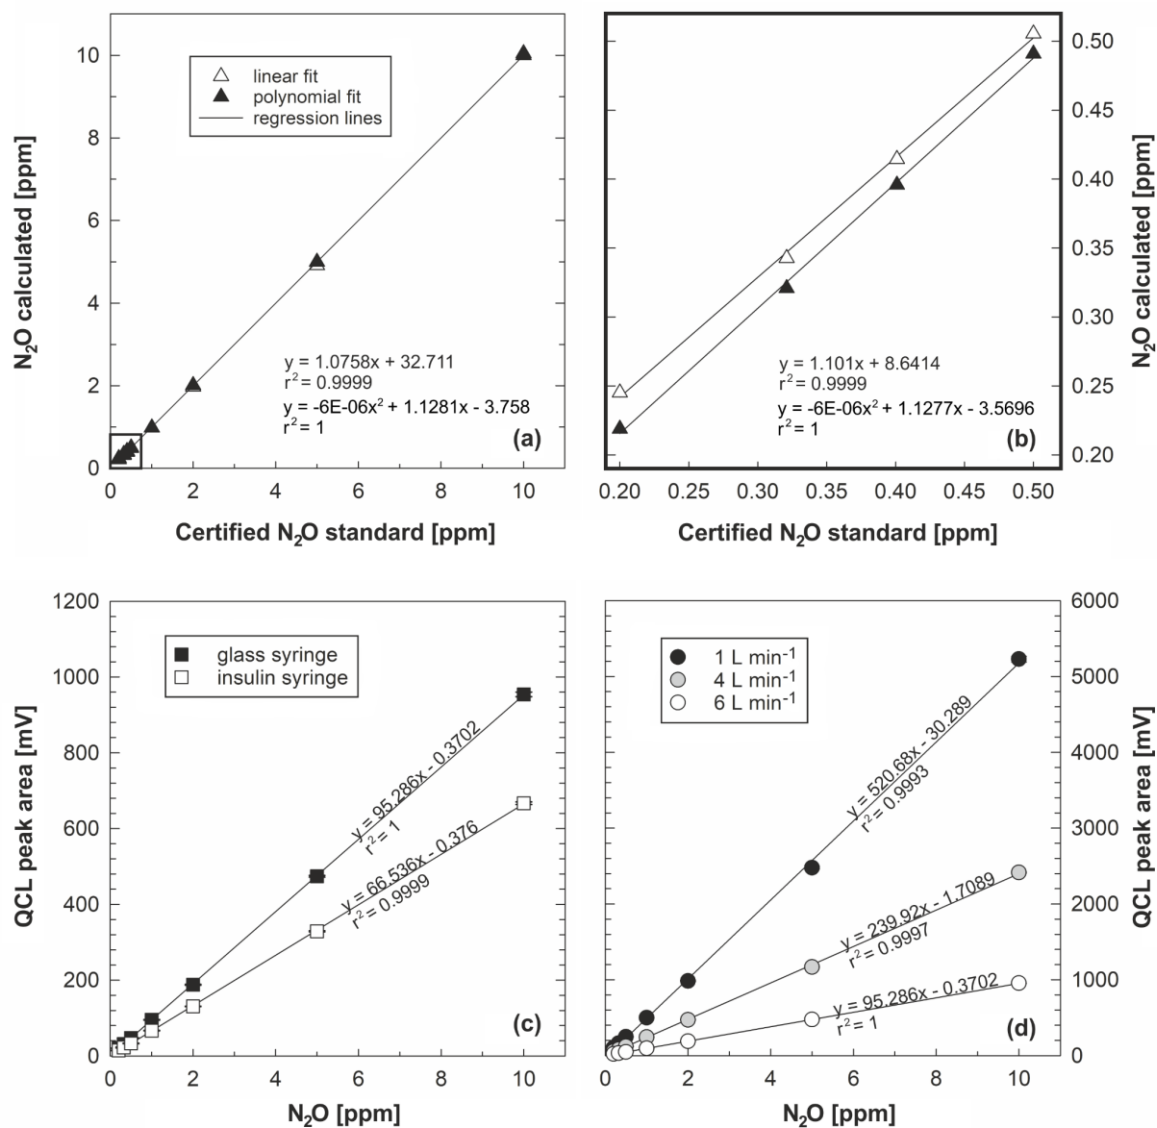 N₂O calculated [ppm]
10
8
6
4
2
0
linear fit
polynomial fit
regression lines
y = 1.0758x + 32.711
r² = 0.9999
y = -6E-06x² + 1.1281x - 3.758
r² = 1
(a)
0 2 4 6 8 10
Certified N₂O standard [ppm]
0.50
0.45
0.40
0.35
0.30
0.25
0.20
N₂O calculated [ppm]
y = 1.101x + 8.6414
r² = 0.9999
y = -6E-06x² + 1.1277x - 3.5696
r² = 1
(b)
0.20 0.25 0.30 0.35 0.40 0.45 0.50
Certified N₂O standard [ppm]
QCL peak area [mV]
1200
1000
800
600
400
200
0
glass syringe
insulin syringe
y = 95.286x - 0.3702
r² = 1
y = 66.536x - 0.376
r² = 0.9999
(c)
0 2 4 6 8 10
N₂O [ppm]
6000
5000
4000
3000
2000
1000
0
QCL peak area [mV]
1 L min⁻¹
4 L min⁻¹
6 L min⁻¹
y = 520.68x - 30.289
r² = 0.9993
y = 239.92x - 1.7089
r² = 0.9997
y = 95.286x - 0.3702
r² = 1
(d)
0 2 4 6 8 10
N₂O [ppm]